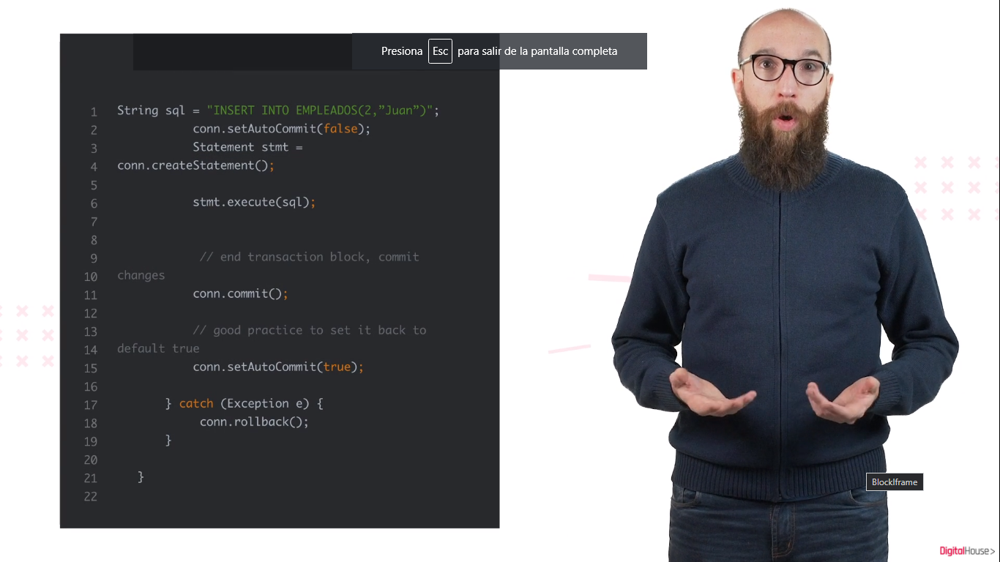 Presiona Esc para salir de la pantalla completa
1 String sql = "INSERT INTO EMPLEADOS(2,”Juan”)";
2 conn.setAutoCommit(false);
3 Statement stmt =
4 conn.createStatement();
5
6 stmt.execute(sql);
7
8
9 // end transaction block, commit
10 changes
11 conn.commit();
12
13 // good practice to set it back to
14 default true
15 conn.setAutoCommit(true);
16
17 } catch (Exception e) {
18 conn.rollback();
19 }
20
21 }
22
BlockIframe
DigitalHouse>